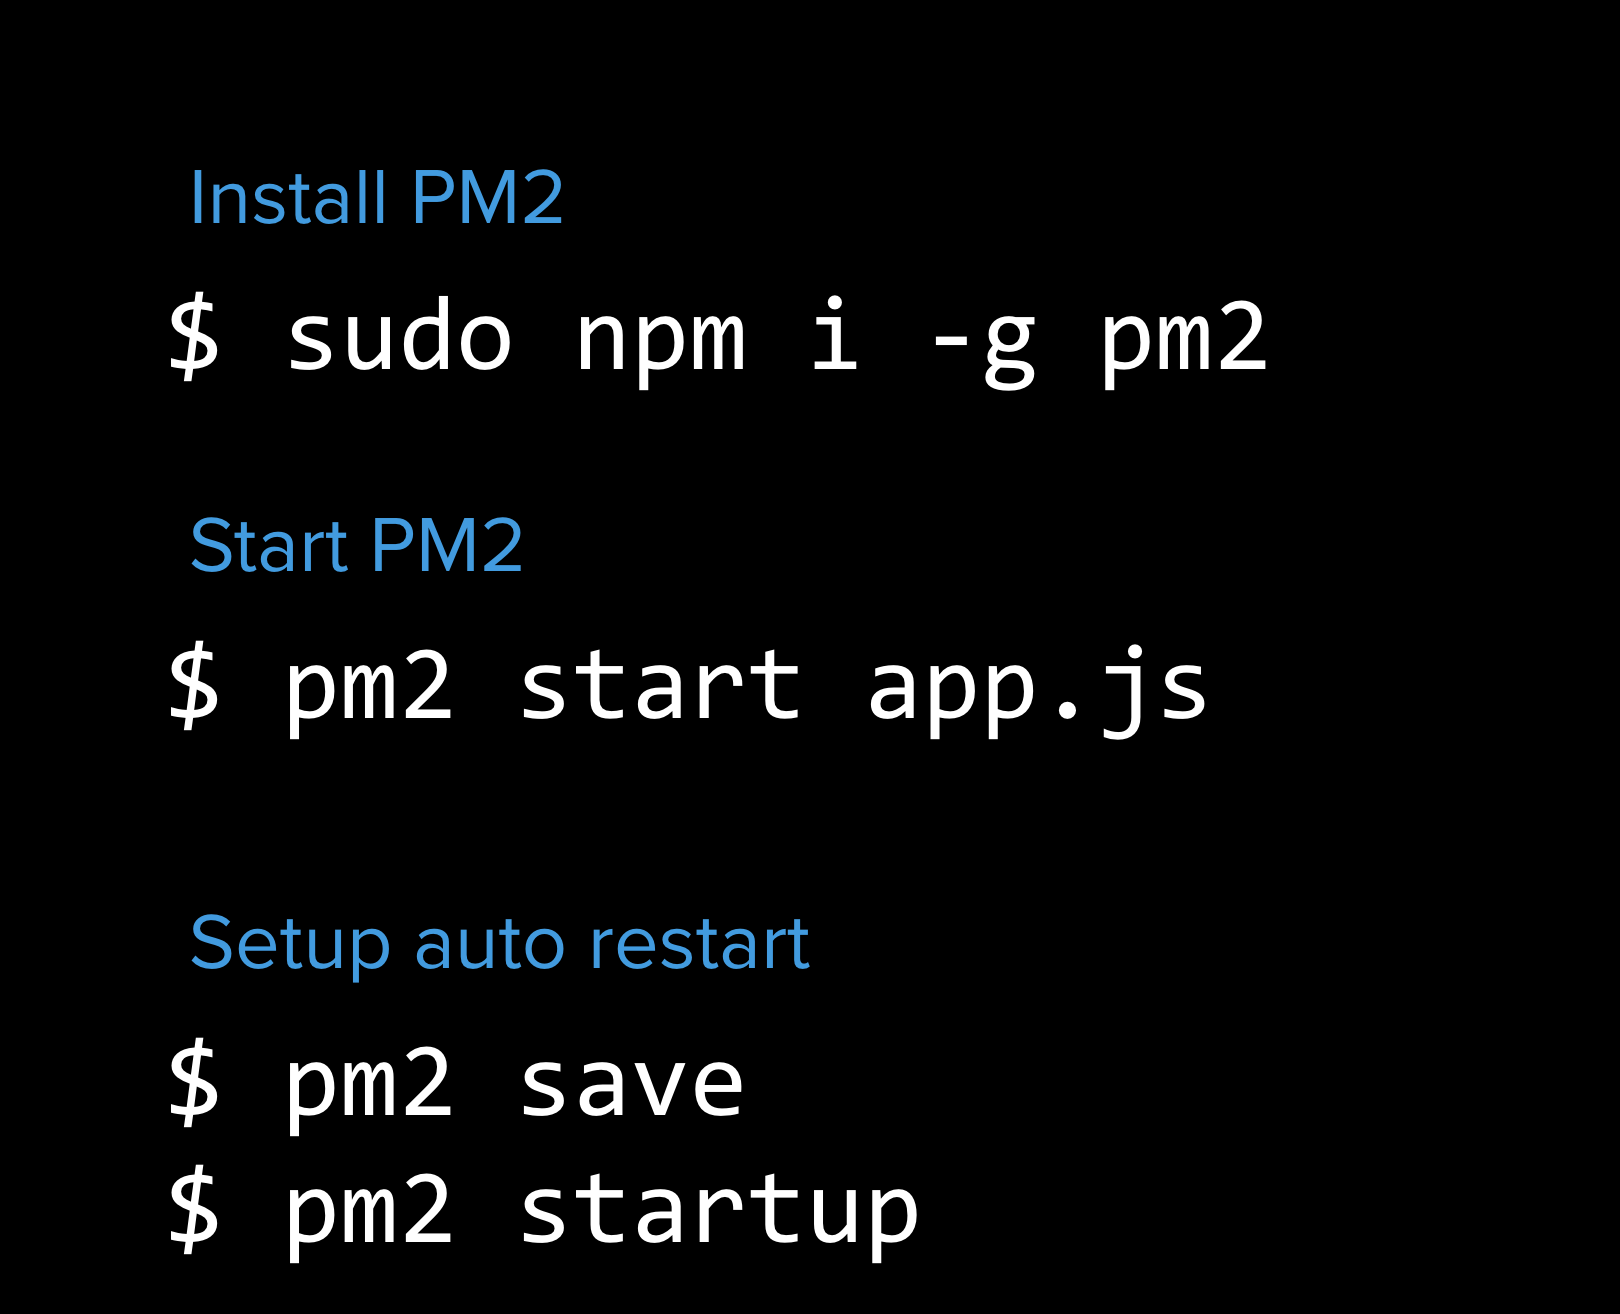 Install PM2
$ sudo npm i -g pm2
Start PM2
$ pm2 start app.js
Setup auto restart
$ pm2 save
$ pm2 startup